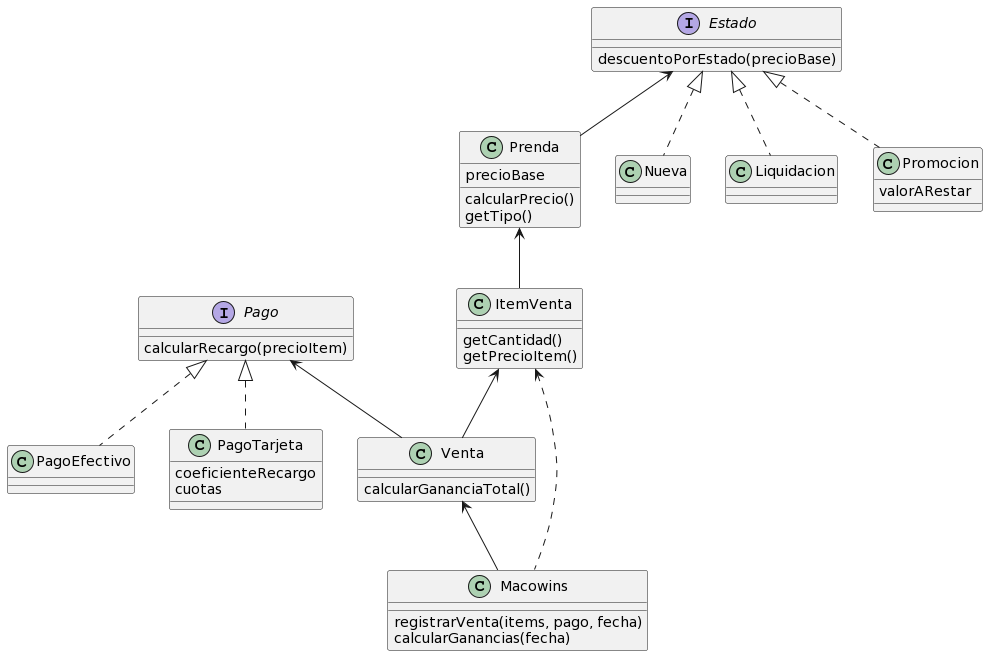 I Estado
descuentoPorEstado(precioBase)
C Prenda
precioBase
calcularPrecio()
getTipo()
C Nueva
C Liquidacion
C Promocion
valorARestar
C ItemVenta
getCantidad()
getPrecioItem()
I Pago
calcularRecargo(precioItem)
C PagoEfectivo
C PagoTarjeta
coeficienteRecargo
cuotas
C Venta
calcularGananciaTotal()
C Macowins
registrarVenta(items, pago, fecha)
calcularGanancias(fecha)